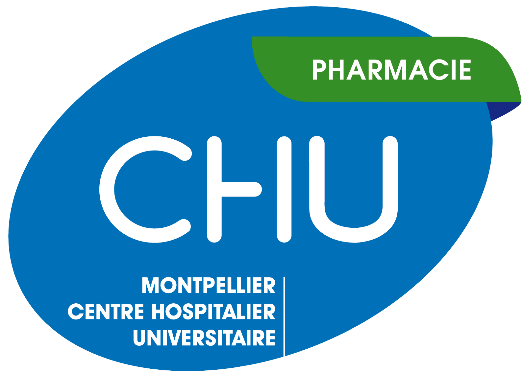 PHARMACIE
CHU
MONTPELLIER
CENTRE HOSPITALIER
UNIVERSITAIRE